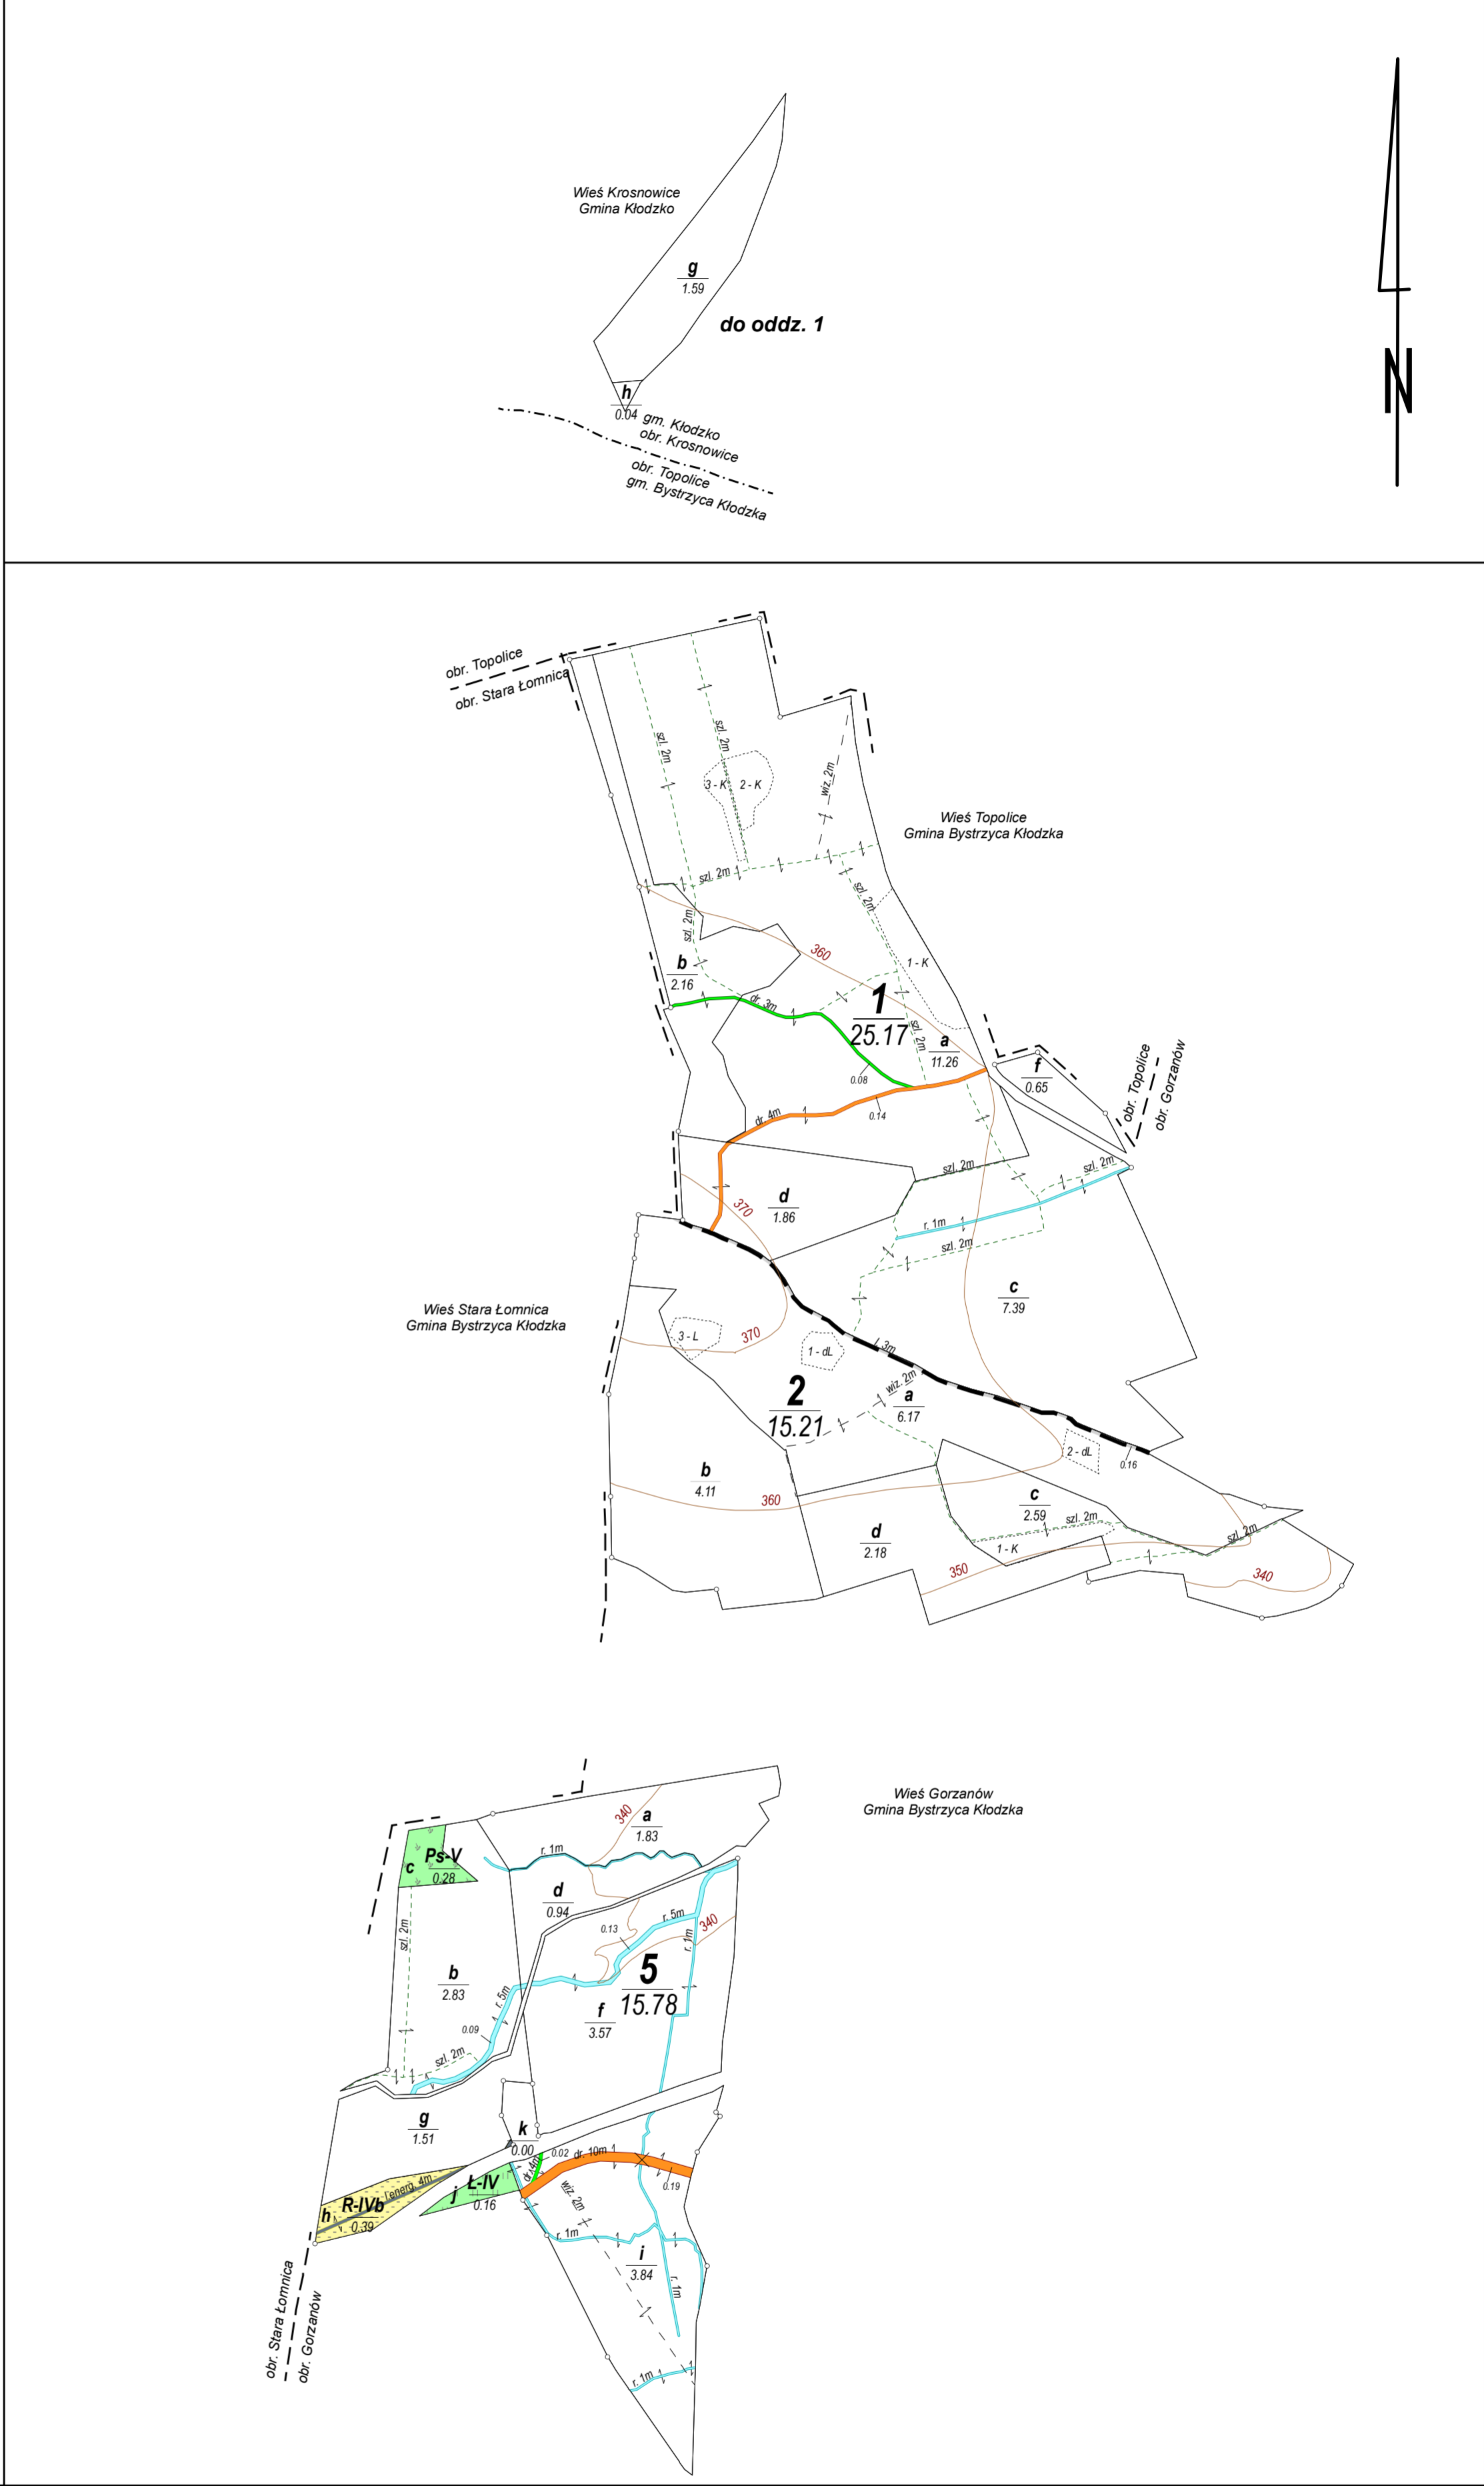 Wieś Krosnowice
Gmina Kłodzko
g
1.59
do oddz. 1
h
0.04
gm. Kłodzko
obr. Krosnowice
obr. Topolice
gm. Bystrzyca Kłodzka
N
obr. Topolice
obr. Stara Łomnica
szl. 2m
szl. 2m
3 - K
2 - K
wiz. 2m
Wieś Topolice
Gmina Bystrzyca Kłodzka
szl. 2m
szl. 2m
szl. 2m
360
1 - K
b
2.16
dr. 3m
1
25.17
szl. 2m
a
11.26
0.08
f
0.65
obr. Topolice
obr. Gorzanów
dr. 4m
0.14
szl. 2m
szl. 2m
d
1.86
370
r. 1m
szl. 2m
c
7.39
Wieś Stara Łomnica
Gmina Bystrzyca Kłodzka
3 - L
370
1 - dL
L 3m
wiz. 2m
2
15.21
a
6.17
2 - dL
0.16
b
4.11
360
c
2.59
szl. 2m
szl. 2m
d
2.18
1 - K
350
340
Wieś Gorzanów
Gmina Bystrzyca Kłodzka
340
a
1.83
r. 1m
c
Ps-V
0.28
d
0.94
szl. 2m
0.13
r. 5m
340
r. 1m
b
2.83
5
15.78
r. 5m
f
3.57
0.09
szl. 2m
g
1.51
k
0.00
0.02
dr. 10m
dr. 4m
0.19
l'energ. 4m
j
Ł-IV
0.16
wiz. 2m
h
R-IVb
0.39
r. 1m
i
3.84
r. 1m
obr. Stara Łomnica
obr. Gorzanów
r. 1m